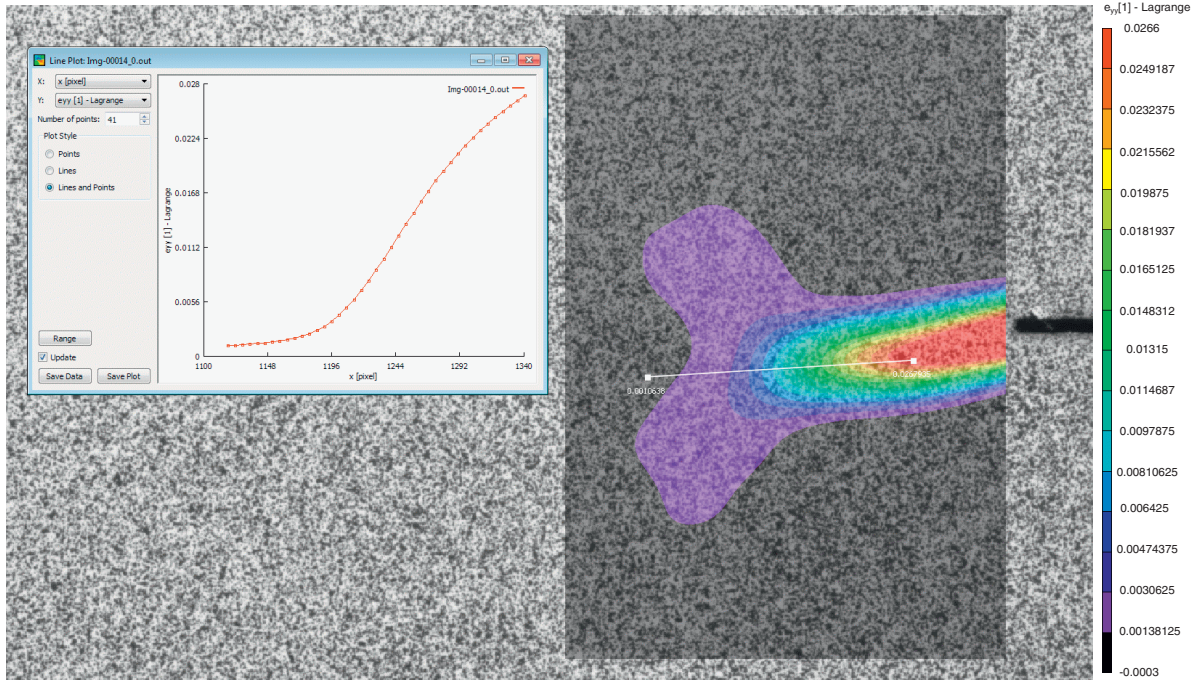 e_yy[1] - Lagrange
Line Plot: Img-00014_0.out
X: x [pixel]
Y: eyy [1] - Lagrange
Number of points: 41
Plot Style
Points
Lines
Lines and Points
Range
Update
Save Data Save Plot
Img-00014_0.out
eyy [1] - Lagrange
0.028
0.0224
0.0168
0.0112
0.0056
0
1100 1148 1196 1244 1292 1340
x [pixel]
0.0010636
0.0266
0.0249187
0.0232375
0.0215562
0.019875
0.0181937
0.0165125
0.0148312
0.01315
0.0114687
0.0097875
0.00810625
0.006425
0.00474375
0.0030625
0.00138125
-0.0003